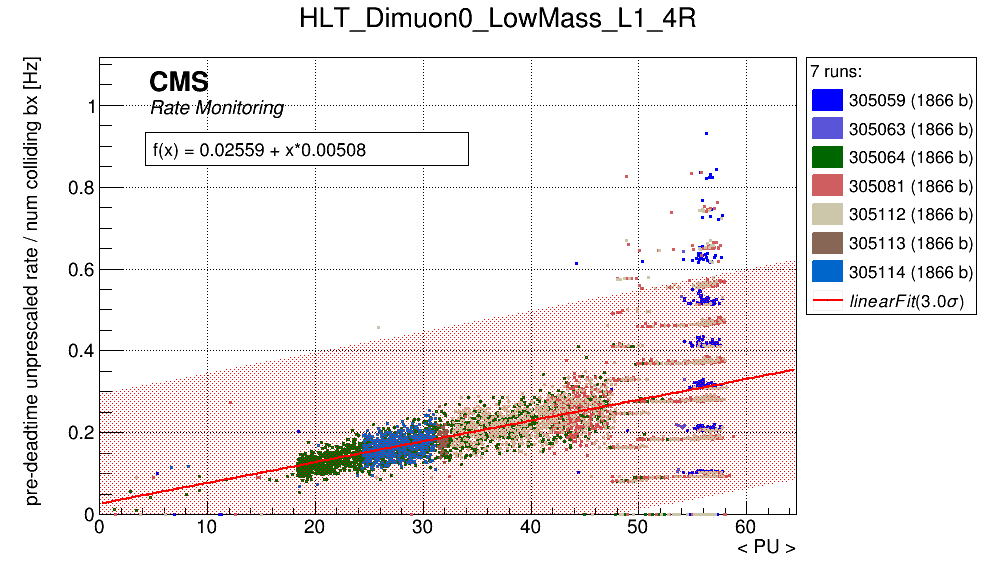 HLT_Dimuon0_LowMass_L1_4R
pre-deadtime unprescaled rate / num colliding bx [Hz]
CMS
Rate Monitoring
f(x) = 0.02559 + x*0.00508
1
0.8
0.6
0.4
0.2
0
0 10 20 30 40 50 60
< PU >
7 runs:
305059 (1866 b)
305063 (1866 b)
305064 (1866 b)
305081 (1866 b)
305112 (1866 b)
305113 (1866 b)
305114 (1866 b)
linearFit(3.0σ)